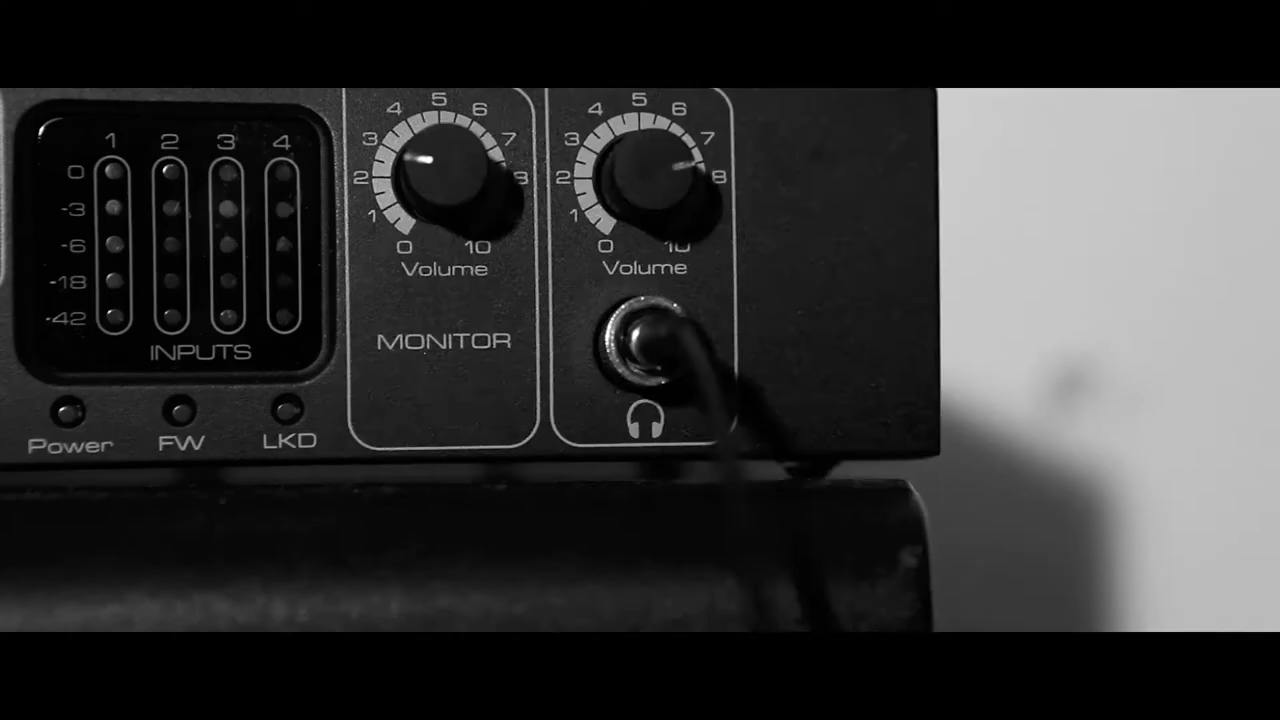 1 2 3 4
0
-3
-6
-18
-42
INPUTS
Power FW LKD
0 1 2 3 4 5 6 7 8 10
Volume
MONITOR
0 1 2 3 4 5 6 7 8 10
Volume